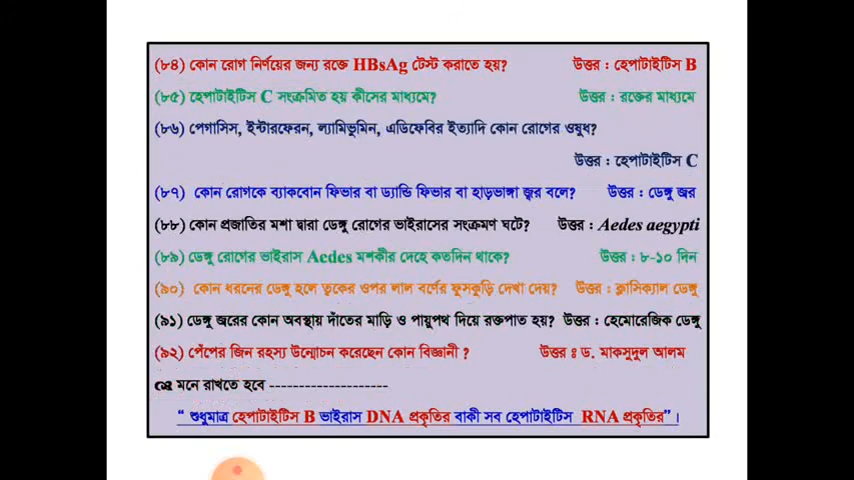 (৮৪) কোন রোগ নির্ণয়ের জন্য রক্তে HBsAg টেস্ট করাতে হয়? উত্তর : হেপাটাইটিস B
(৮৫) হেপাটাইটিস C সংক্রমিত হয় কীসের মাধ্যমে? উত্তর : রক্তের মাধ্যমে
(৮৬) পেগাসিস, ইন্টারফেরন, ল্যামিভুমিন, এডিফেবির ইত্যাদি কোন রোগের ওষুধ?
উত্তর : হেপাটাইটিস C
(৮৭) কোন রোগকে ব্যাকবোন ফিভার বা ড্যান্ডি ফিভার বা হাড়ভাঙ্গা জ্বর বলে? উত্তর : ডেঙ্গু জ্বর
(৮৮) কোন প্রজাতির মশা দ্বারা ডেঙ্গু রোগের ভাইরাসের সংক্রমণ ঘটে? উত্তর : Aedes aegypti
(৮৯) ডেঙ্গু রোগের ভাইরাস Aedes মশকীর দেহে কতদিন থাকে? উত্তর : ৮-১০ দিন
(৯০) কোন ধরনের ডেঙ্গু হলে ত্বকের ওপর লাল বর্ণের ফুসকুড়ি দেখা দেয়? উত্তর : ক্লাসিক্যাল ডেঙ্গু
(৯১) ডেঙ্গু জ্বরের কোন অবস্থায় দাঁতের মাড়ি ও পায়ুপথ দিয়ে রক্তপাত হয়? উত্তর : হেমোরেজিক ডেঙ্গু
(৯২) পেঁপের জিন রহস্য উন্মোচন করেছেন কোন বিজ্ঞানী ? উত্তর ঃ ড. মাকসুদুল আলম
মনে রাখতে হবে ---------------------
“ শুধুমাত্র হেপাটাইটিস B ভাইরাস DNA প্রকৃতির বাকী সব হেপাটাইটিস RNA প্রকৃতির” ।